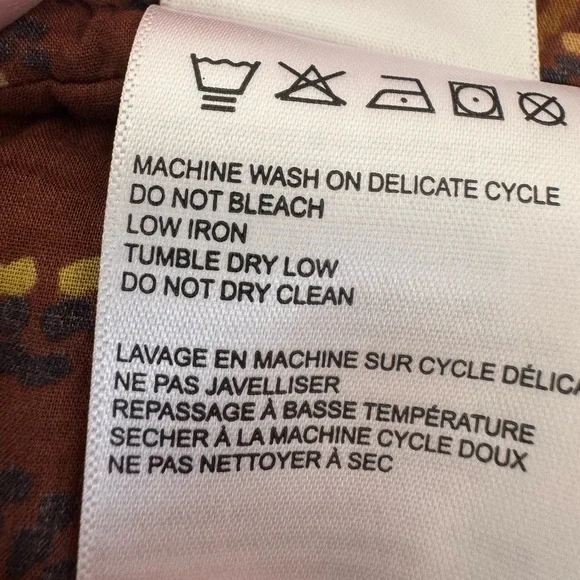 MACHINE WASH ON DELICATE CYCLE
DO NOT BLEACH
LOW IRON
TUMBLE DRY LOW
DO NOT DRY CLEAN
LAVAGE EN MACHINE SUR CYCLE DÉLICA
NE PAS JAVELLISER
REPASSAGE À BASSE TEMPÉRATURE
SECHER À LA MACHINE CYCLE DOUX
NE PAS NETTOYER À SEC